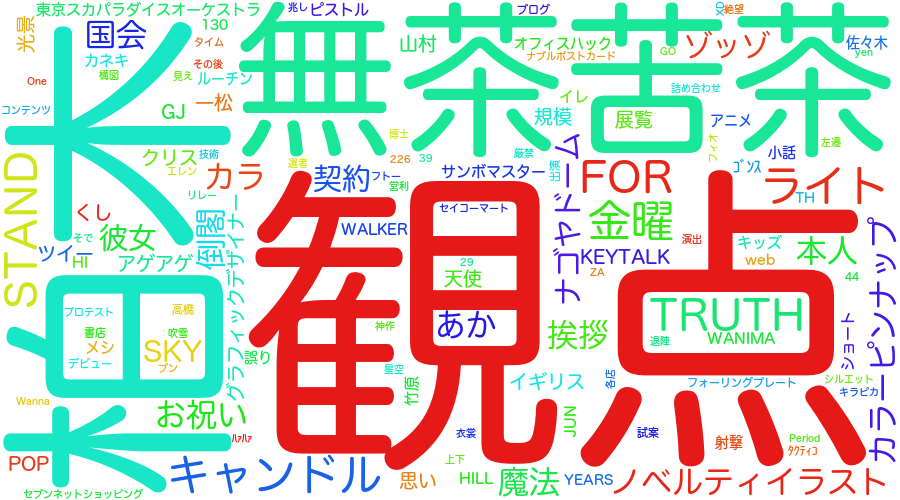 東京スカパラダイスオーケストラ
兆し
ピストル
ブログ
XD
絶望
130
光景
国会
タイム
無茶苦茶
山村
オフィスハック
ナブルポストカード
GO
ゾッゾ
佐々木
yen
カネキ
構図
その後
見え
ルーチン
One
コンテンツ
GJ
一松
イレ
規模
詰め合わせ
展覧
アニメ
博士
39
厳禁
フィオ
左遷
小話
クリス
エレン
技術
カラ
選考
226
契約
フトー
営利
サンボマスター
出演
FOR
ｺﾞﾝｽ
ライト
TH
リレー
STAND
柏木
くし
ツイー
そで
HI
彼女
アゲアゲ
倒閣
グラフィックデザイナー
WALKER
セイコーマート
ナゴヤドーム
金曜
KEYTALK
演出
キッズ
web
本人
カラーピンナップ
観点
29
天使
ZA
44
プロテスト
高橋
書店
吹雪
メシ
SKY
デビュー
ブン
誤り
神作
あか
挨拶
TRUTH
WANIMA
退陣
ショート
星空
竹原
イギリス
各店
フォーリングプレート
シルエット
キラピカ
Wanna
お祝い
ﾊｧﾊｧ
衣裳
JUN
試案
射撃
Period
ﾀｸﾃｨｺ
POP
キャンドル
上下
思い
HILL
魔法
YEARS
ノベルティイラスト
セブンネットショッピング